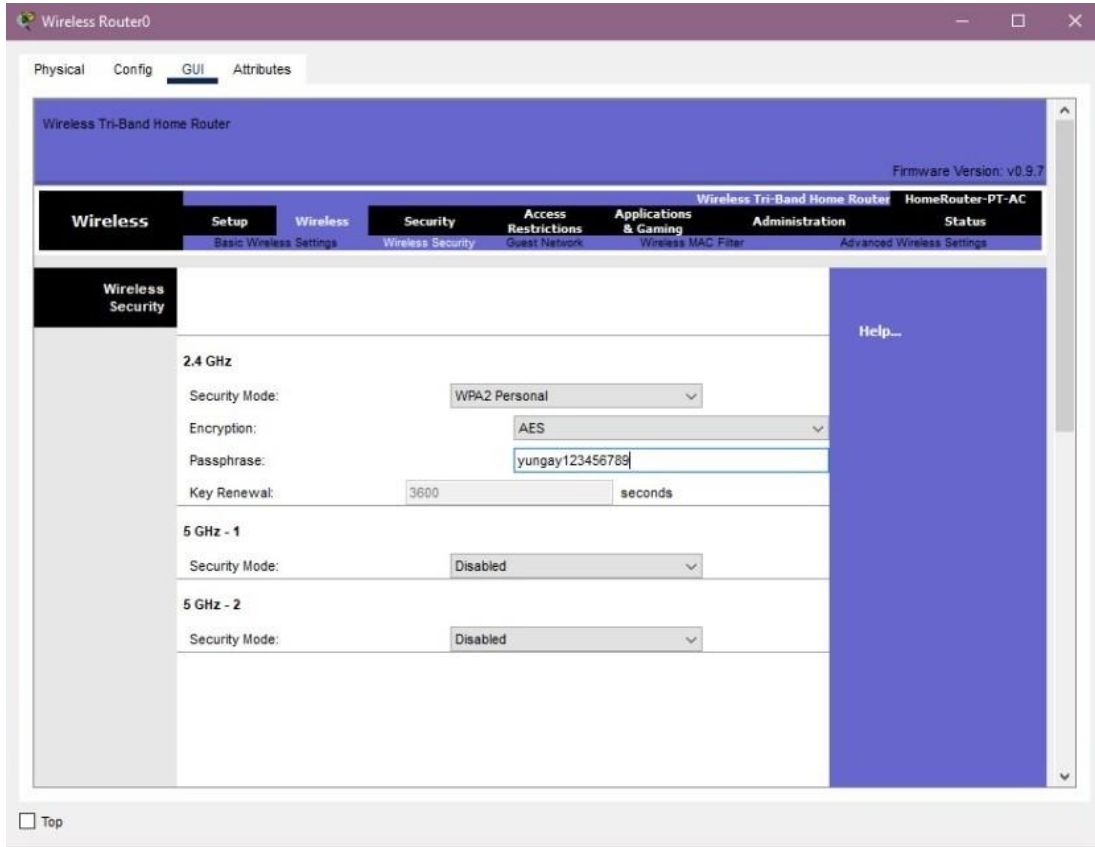 Wireless Router0
Physical Config GUI Attributes
Wireless Tri-Band Home Router
Firmware Version: v0.9.7
Wireless Tri-Band Home Router HomeRouter-PT-AC
Wireless
Setup Wireless Security Access Restrictions Applications & Gaming Administration Status
Basic Wireless Settings Wireless Security Guest Network Wireless MAC Filter Advanced Wireless Settings
Wireless
Security
Help...
2.4 GHz
Security Mode: WPA2 Personal
Encryption: AES
Passphrase: yungay123456789
Key Renewal: 3600 seconds
5 GHz - 1
Security Mode: Disabled
5 GHz - 2
Security Mode: Disabled
Top